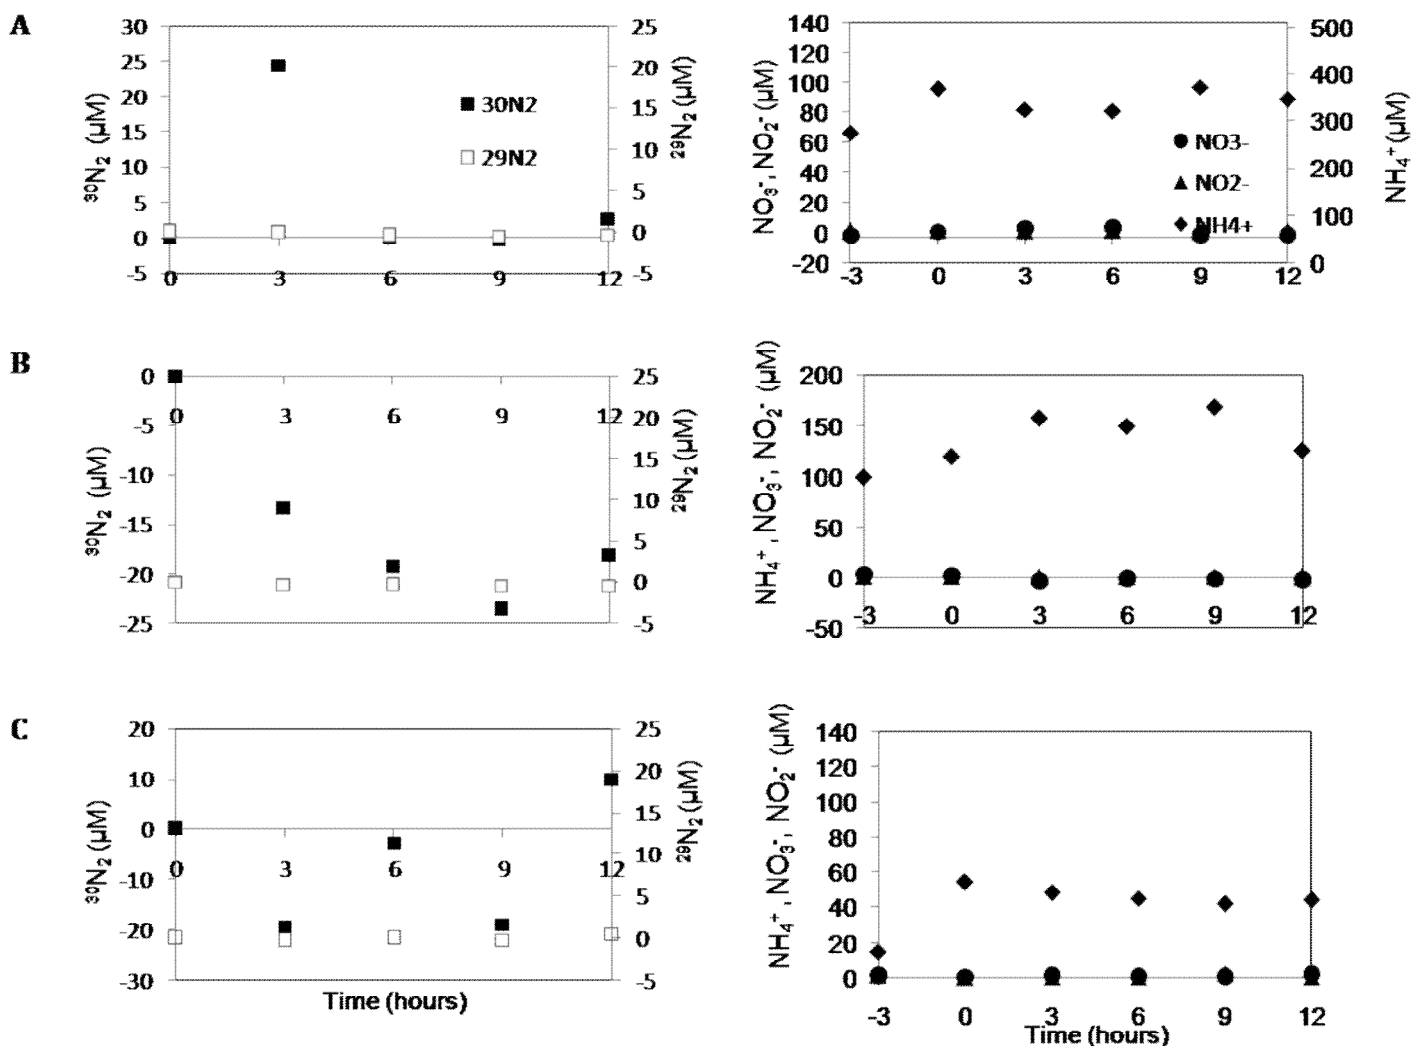 A
30
25
20
15
10
5
0
-5
³⁰N₂ (µM)
0 3 6 9 12
25
20
15
10
5
0
-5
²⁹N₂ (µM)
30N2
29N2
140
120
100
80
60
40
20
0
-20
NO₃⁻, NO₂⁻ (µM)
-3 0 3 6 9 12
500
400
300
200
100
0
NH₄⁺(µM)
NO3-
NO2-
NH4+
B
0
-5
-10
-15
-20
-25
³⁰N₂ (µM)
0 3 6 9 12
25
20
15
10
5
0
-5
²⁹N₂ (µM)
200
150
100
50
0
-50
NH₄⁺, NO₃⁻, NO₂⁻ (µM)
-3 0 3 6 9 12
C
20
10
0
-10
-20
-30
³⁰N₂ (µM)
0 3 6 9 12
25
20
15
10
5
0
-5
²⁹N₂ (µM)
Time (hours)
140
120
100
80
60
40
20
0
NH₄⁺, NO₃⁻, NO₂⁻ (µM)
-3 0 3 6 9 12
Time (hours)